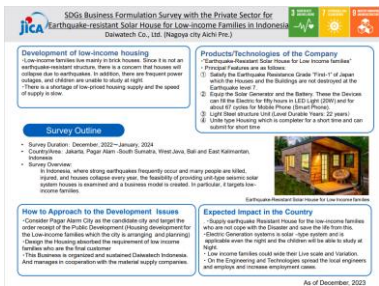 SDGs Business Formulation Survey with the Private Sector for
Earthquake-resistant Solar House for Low-income Families in Indonesia
Daiwatech Co., Ltd. (Nagoya city Aichi Pre.)
jica
Development of low-income housing
・Low-income families live mainly in brick houses. Since it is not an
earthquake-resistant structure, there is a concern that houses will
collapse due to earthquakes. In addition, there are frequent power
outages, and children are unable to study at night.
・There is a shortage of low-priced housing supply and the speed
of supply is slow.
Products/Technologies of the Company
"Earthquake-Resistant Solar House for Low Income families"
・Principal Features are as follows
① Satisfy the Earthquake Resistance Grade "First-1" of Japan
which the Houses and the Buildings are not destroyed at the
Earthquake level 7.
② Equip the Solar Generator and the Battery. These the Devices
can fill the Electric for fifty hours in LED Light (20W) and for
about 67 cycles for Mobile Phone (Smart Phone).
③ Light Steel structure Unit (Level Durable Years: 22 years)
④ Unite type Housing which is completer for a short time and can
submit for short time
Survey Outline
• Survey Duration: December, 2022～January, 2024
• Country/Area: Jakarta, Pagar Alam -South Sumatra, West Java, Bali and East Kalimantan,
Indonesia
• Survey Overview:
In Indonesia, where strong earthquakes frequently occur and many people are killed,
injured, and houses collapse every year, the feasibility of providing unit-type seismic solar
system houses is examined and a business model is created. In particular, it targets low-
income families.
Earthquake-Resistant Solar House for Low-Income families
How to Approach to the Development Issues
・Consider Pagar Alam City as the candidate city and target the
order receipt of the Public Development (Housing development for
the Low-income families which the city is arranging and planning)
・Design the Housing absorbed the requirement of low income
families who are the final customer
・This Business is organized and sustained Daiwatech Indonesia.
And manages in cooperation with the material supply companies.
Expected Impact in the Country
・Supply earthquake Resistant House for the low-income families
who are not cope with the Disaster and save the life from this.
・Electric Generation systems is a solar -type system and is
applicable even the night and the children will be able to study at
Night.
・Low Income families could wide their Live scale and Variation.
・On the Engineering and Technologies spread the local engineers
and employs and increase employment cases.
As of December, 2023